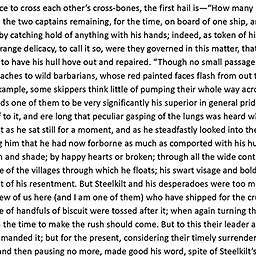 ce to cross each other's cross-bones, the first hail is—"How many
the two captains remaining, for the time, on board of one ship, a
by catching hold of anything with his hands; indeed, as token of hi
range delicacy, to call it so, were they governed in this matter, tha
to have his hull hove out and repaired. "Though no small passage
aches to wild barbarians, whose red painted faces flash from out t
xample, some skippers think little of pumping their whole way acro
ds one of them to be very significantly his superior in general prid
f to it, and ere long that peculiar gasping of the lungs was heard w
t as he sat still for a moment, and as he steadfastly looked into the
g him that he had now forborne as much as comported with his hu
n and shade; by happy hearts or broken; through all the wide cont
e of the villages through which he floats; his swart visage and bold
t of his resentment. But Steelkilt and his desperadoes were too m
ew of us here (and I am one of them) who have shipped for the cru
e of handfuls of biscuit were tossed after it; when again turning th
n the time to make the rush should come. But to this their leader a
manded it; but for the present, considering their timely surrender
and then pausing no more, made good his word, spite of Steelkilt's